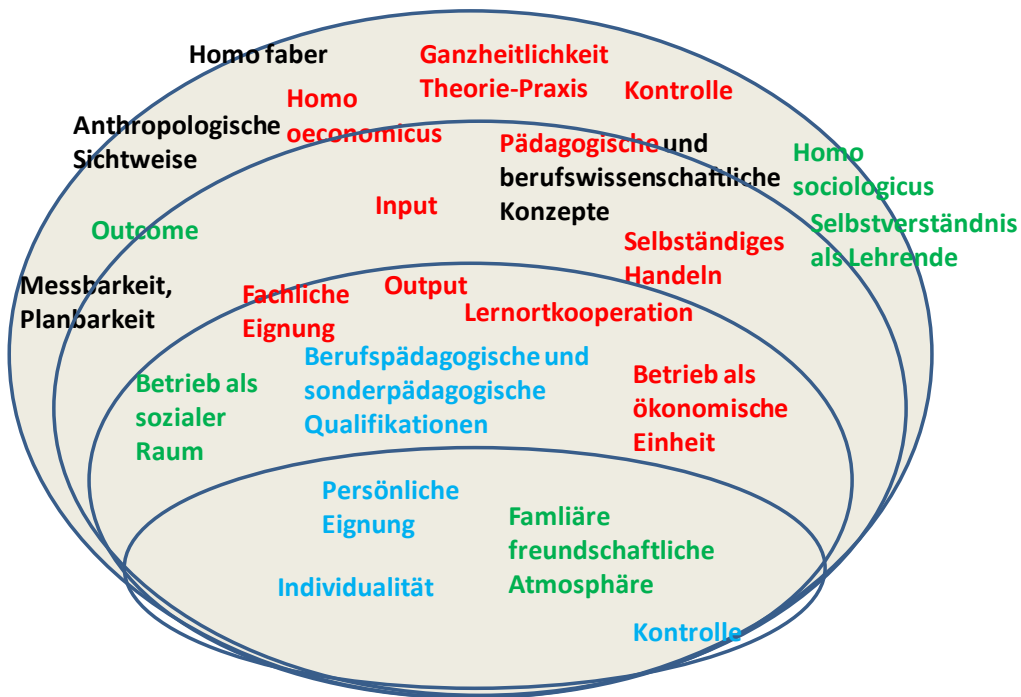 Homo faber
Ganzheitlichkeit
Theorie-Praxis
Kontrolle
Homo
oeconomicus
Anthropologische
Sichtweise
Pädagogische und
berufswissenschaftliche
Konzepte
Homo
sociologicus
Input
Outcome
Selbstverständnis
als Lehrende
Selbständiges
Handeln
Messbarkeit,
Planbarkeit
Fachliche
Eignung
Output
Lernortkooperation
Berufspädagogische und
sonderpädagogische
Qualifikationen
Betrieb als
sozialer
Raum
Betrieb als
ökonomische
Einheit
Persönliche
Eignung
Famliäre
freundschaftliche
Atmosphäre
Individualität
Kontrolle